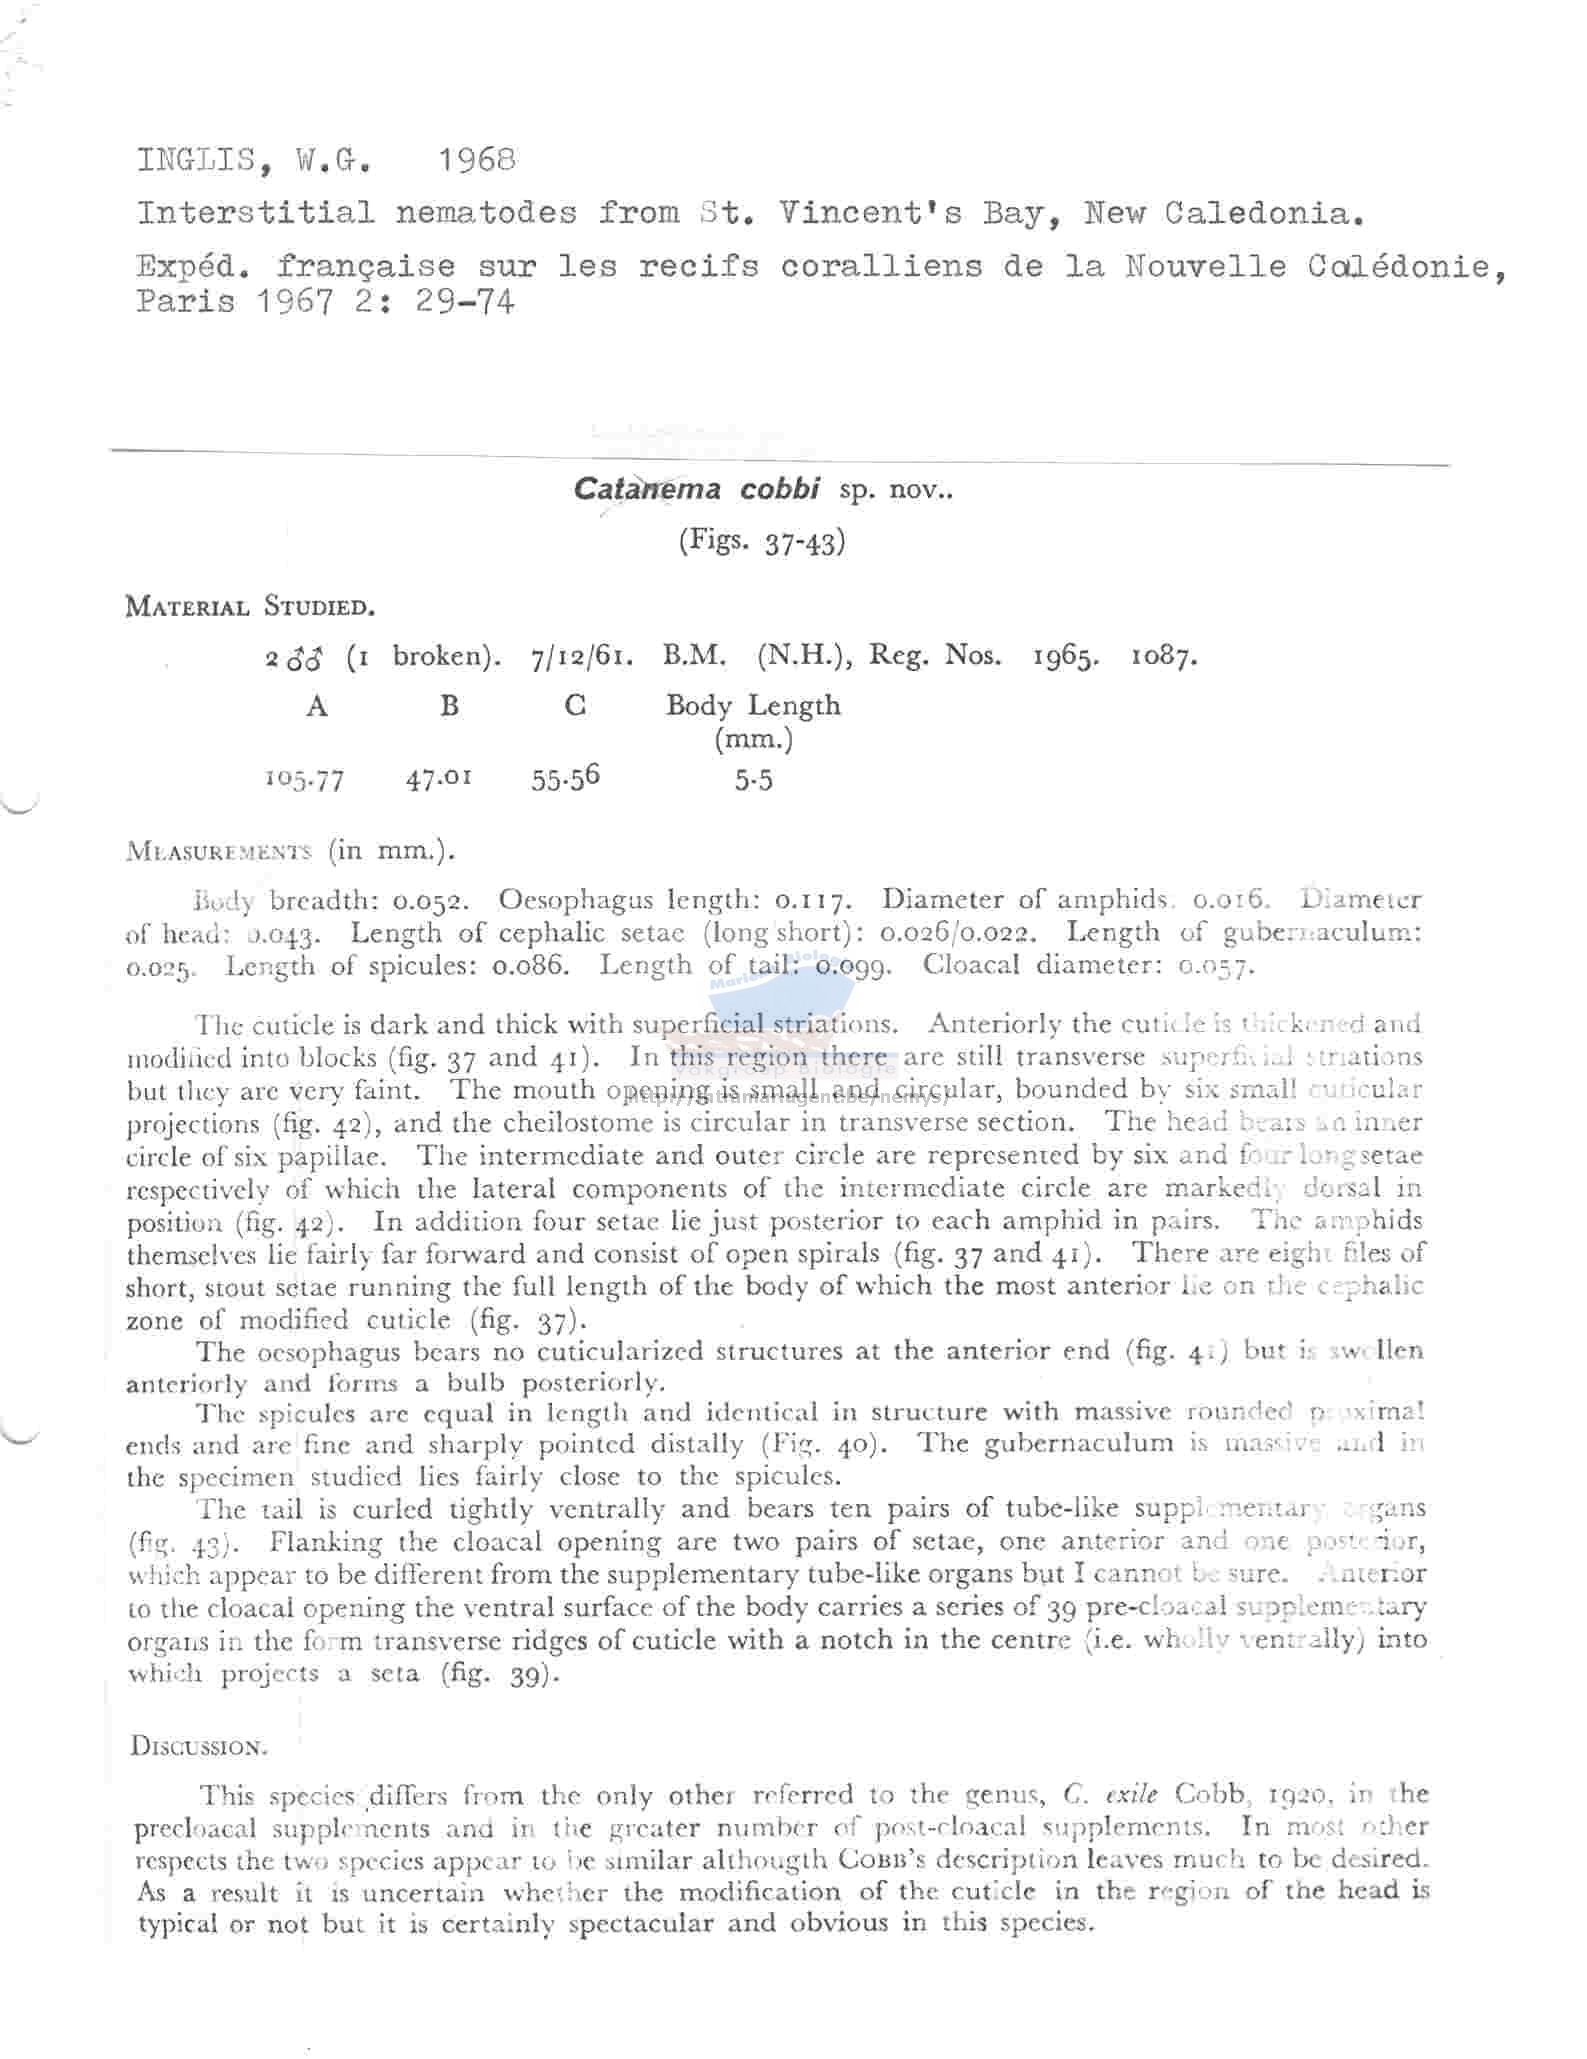 INGLIS, W.G. 1968
Interstitial nematodes from St. Vincent's Bay, New Caledonia.
Expéd. française sur les recifs coralliens de la Nouvelle Calédonie,
Paris 1967 2: 29-74
Catanema cobbi sp. nov..
(Figs. 37-43)
MATERIAL STUDIED.
2 ♂♂ (1 broken). 7/12/61. B.M. (N.H.), Reg. Nos. 1965. 1087.
A B C Body Length
(mm.)
105.77 47.01 55.56 5.5
MEASUREMENTS (in mm.).
Body breadth: 0.052. Oesophagus length: 0.117. Diameter of amphids. 0.016. Diameter
of head: 0.043. Length of cephalic setae (long short): 0.026/0.022. Length of gubernaculum:
0.025. Length of spicules: 0.086. Length of tail: 0.099. Cloacal diameter: 0.057.
The cuticle is dark and thick with superficial striations. Anteriorly the cuticle is thickened and
modified into blocks (fig. 37 and 41). In this region there are still transverse superficial striations
but they are very faint. The mouth opening is small and circular, bounded by six small cuticular
projections (fig. 42), and the cheilostome is circular in transverse section. The head bears an inner
circle of six papillae. The intermediate and outer circle are represented by six and four long setae
respectively of which the lateral components of the intermediate circle are markedly dorsal in
position (fig. 42). In addition four setae lie just posterior to each amphid in pairs. The amphids
themselves lie fairly far forward and consist of open spirals (fig. 37 and 41). There are eight files of
short, stout setae running the full length of the body of which the most anterior lie on the cephalic
zone of modified cuticle (fig. 37).
The oesophagus bears no cuticularized structures at the anterior end (fig. 41) but is swollen
anteriorly and forms a bulb posteriorly.
The spicules are equal in length and identical in structure with massive rounded proximal
ends and are fine and sharply pointed distally (Fig. 40). The gubernaculum is massive and in
the specimen studied lies fairly close to the spicules.
The tail is curled tightly ventrally and bears ten pairs of tube-like supplementary organs
(fig. 43). Flanking the cloacal opening are two pairs of setae, one anterior and one posterior,
which appear to be different from the supplementary tube-like organs but I cannot be sure. Anterior
to the cloacal opening the ventral surface of the body carries a series of 39 pre-cloacal supplementary
organs in the form transverse ridges of cuticle with a notch in the centre (i.e. wholly ventrally) into
which projects a seta (fig. 39).
DISCUSSION.
This species differs from the only other referred to the genus, C. exile Cobb, 1920, in the
precloacal supplements and in the greater number of post-cloacal supplements. In most other
respects the two species appear to be similar althougth COBB's description leaves much to be desired.
As a result it is uncertain whether the modification of the cuticle in the region of the head is
typical or not but it is certainly spectacular and obvious in this species.
Vakgroep Biologie